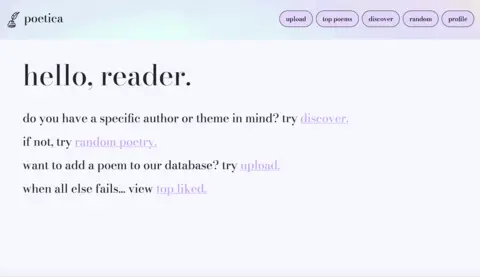 poetica
upload
top poems
discover
random
profile
hello, reader.
do you have a specific author or theme in mind? try discover.
if not, try random poetry.
want to add a poem to our database? try upload.
when all else fails... view top liked.